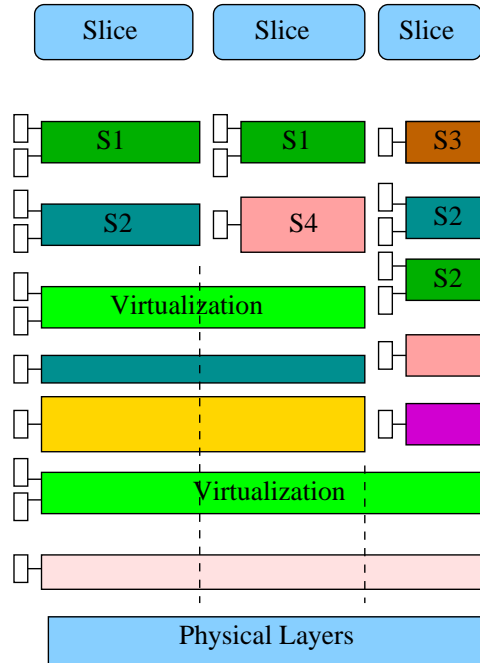 Slice Slice Slice
S1 S1 S3
S2 S4 S2
S2
Virtualization
Virtualization
Physical Layers